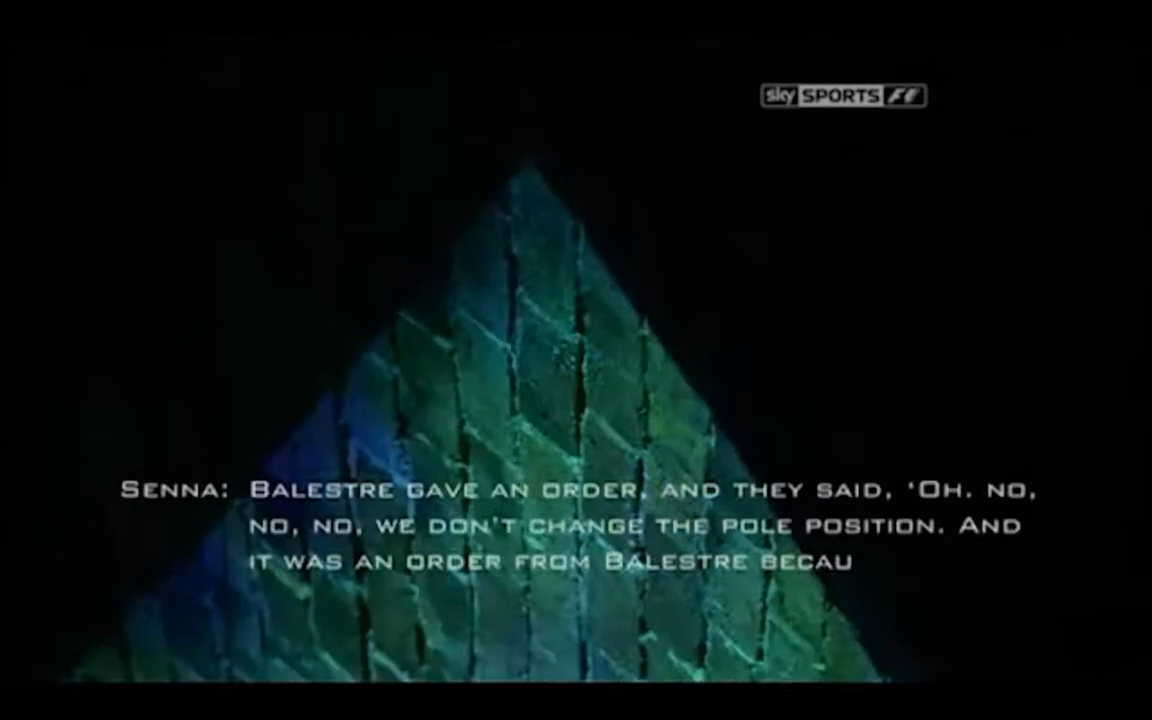 sky SPORTS F1
SENNA: BALESTRE GAVE AN ORDER, AND THEY SAID, ‘OH. NO,
NO, NO, WE DON'T CHANGE THE POLE POSITION. AND
IT WAS AN ORDER FROM BALESTRE BECAU